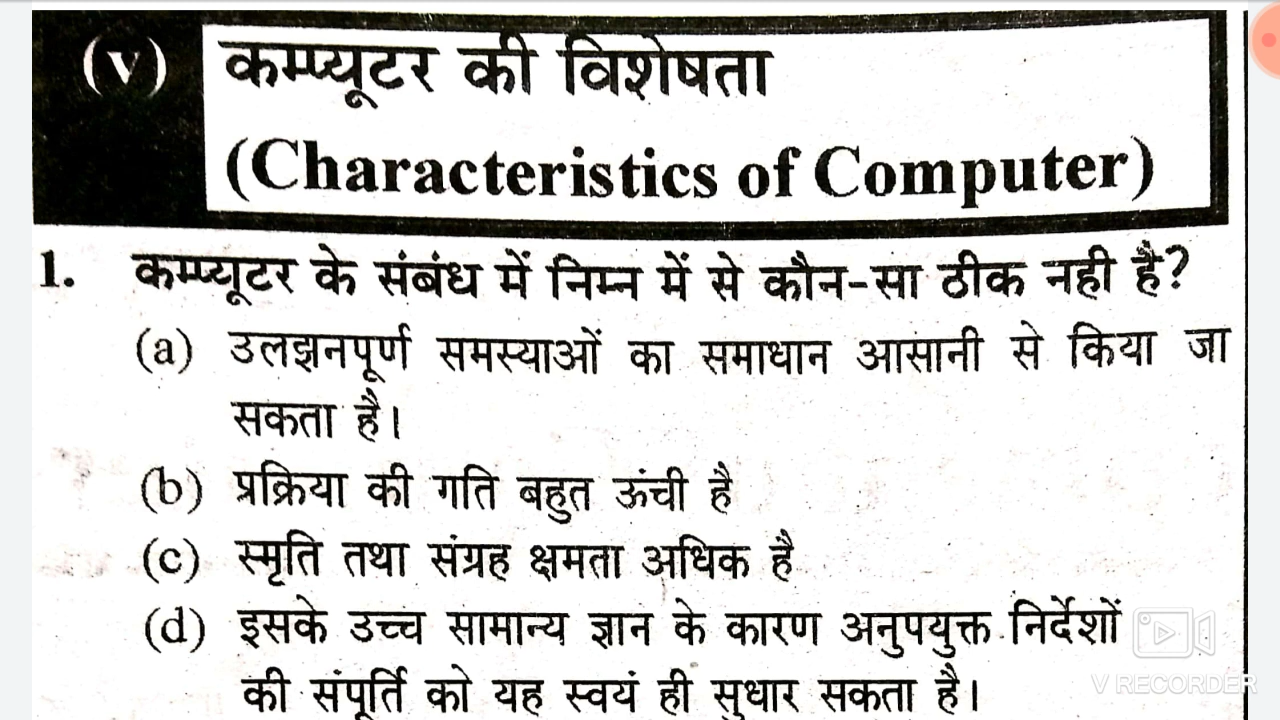 (v) कम्प्यूटर की विशेषता
(Characteristics of Computer)
1. कम्प्यूटर के संबंध में निम्न में से कौन-सा ठीक नही है?
(a) उलझनपूर्ण समस्याओं का समाधान आसानी से किया जा
सकता है।
(b) प्रक्रिया की गति बहुत ऊंची है
(c) स्मृति तथा संग्रह क्षमता अधिक है
(d) इसके उच्च सामान्य ज्ञान के कारण अनुपयुक्त निर्देशों
की संपूर्ति को यह स्वयं ही सुधार सकता है।
V RECORDER